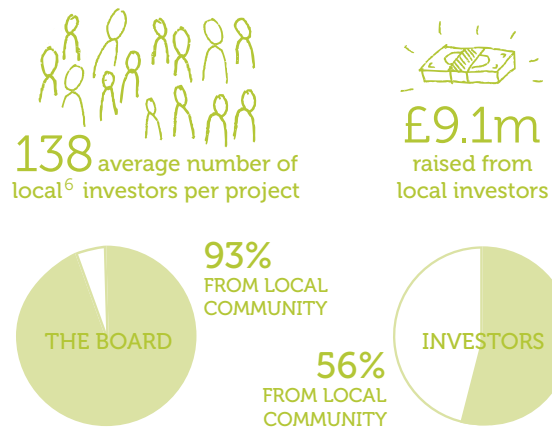 138 average number of
local⁶ investors per project
£9.1m
raised from
local investors
93%
FROM LOCAL
COMMUNITY
THE BOARD
INVESTORS
56%
FROM LOCAL
COMMUNITY